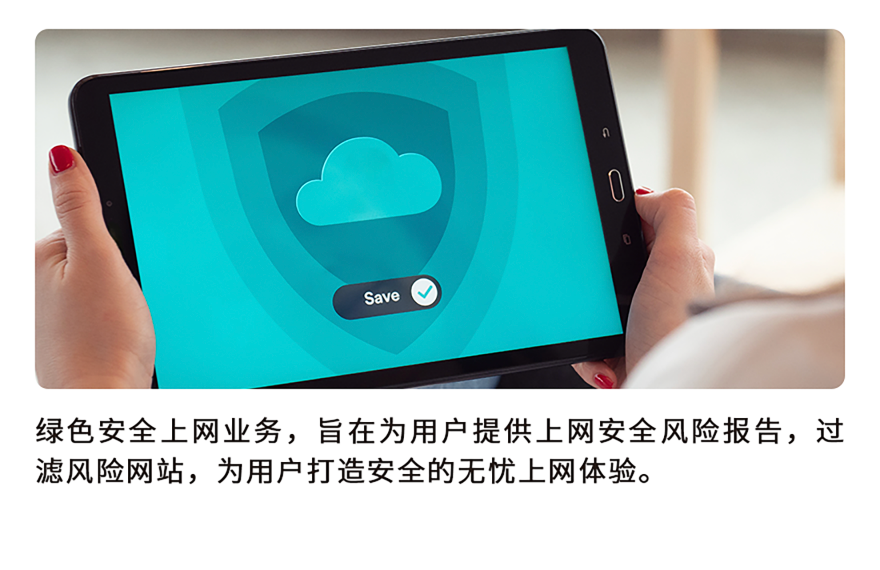 Save
绿色安全上网业务，旨在为用户提供上网安全风险报告，过
滤风险网站，为用户打造安全的无忧上网体验。